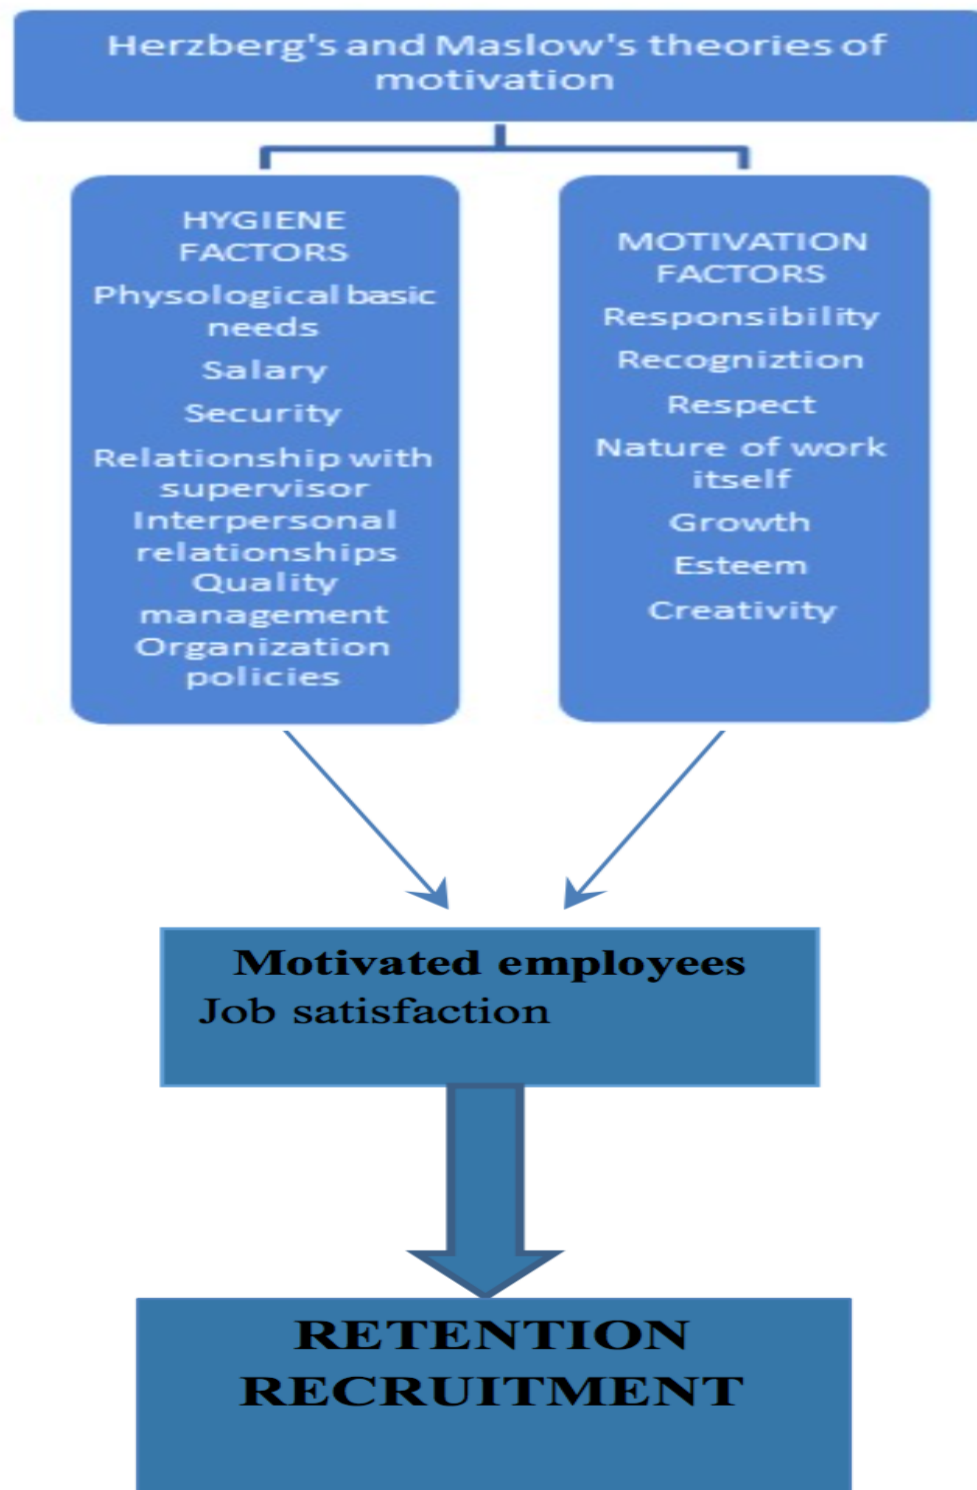 Herzberg's and Maslow's theories of
motivation
HYGIENE
FACTORS
Physological basic
needs
Salary
Security
Relationship with
supervisor
Interpersonal
relationships
Quality
management
Organization
policies
MOTIVATION
FACTORS
Responsibility
Recogniztion
Respect
Nature of work
itself
Growth
Esteem
Creativity
Motivated employees
Job satisfaction
RETENTION
RECRUITMENT